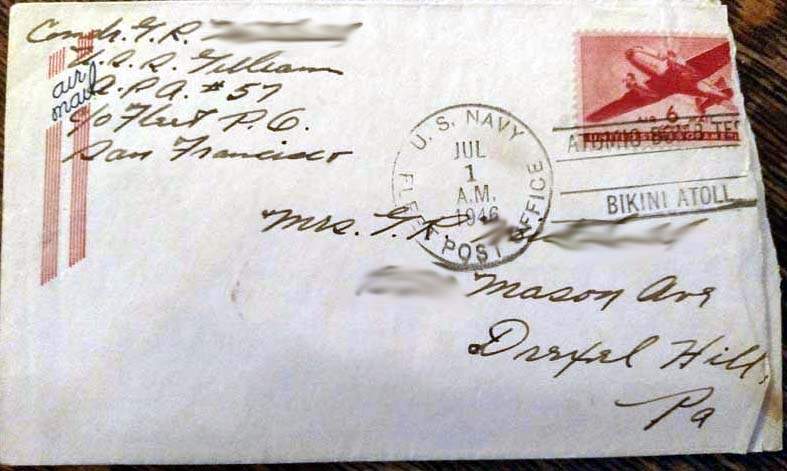 Comdr. G. R.
U.S.S. Gilliam
A.P.A. #57
c/o Fleet P.O.
San Francisco
air
mail
U. S. NAVY
JUL
1
A.M.
1946
FLEET POST OFFICE
6
ATOMIC BOMB TEST
BIKINI ATOLL
Mrs. G. R.
Mason Ave
Drexel Hill,
Pa